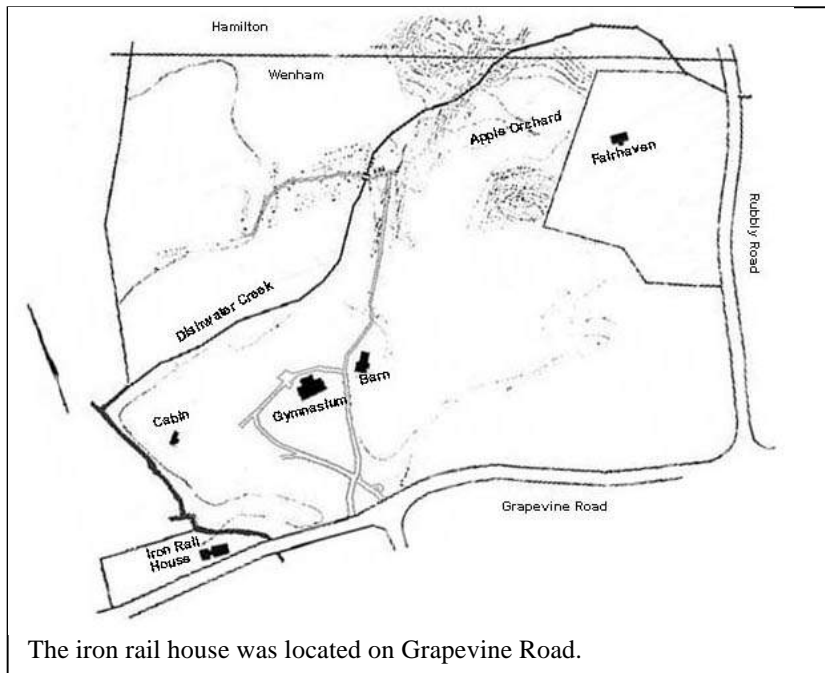 Hamilton
Wenham
Apple Orchard
Fairhaven
Rubbly Road
Dishwater Creek
Barn
Gymnasium
Cabin
Grapevine Road
Iron Rail
House
The iron rail house was located on Grapevine Road.